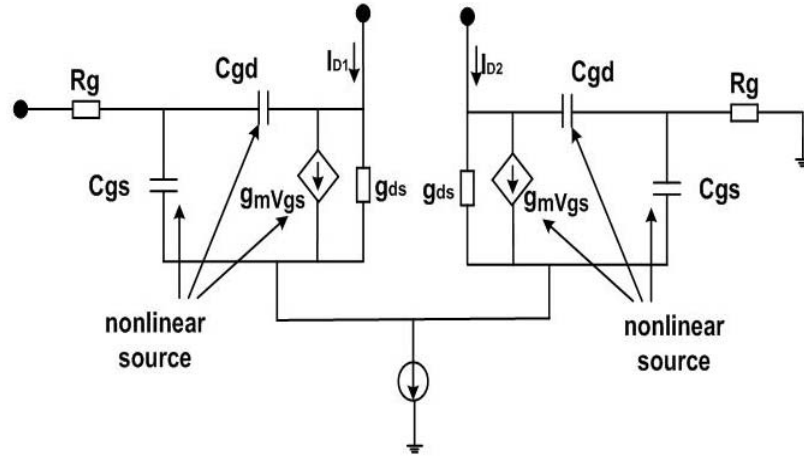 ID1
ID2
Rg
Cgd
Cgd
Rg
Cgs
gmVgs
gds
gds
gmVgs
Cgs
nonlinear
source
nonlinear
source